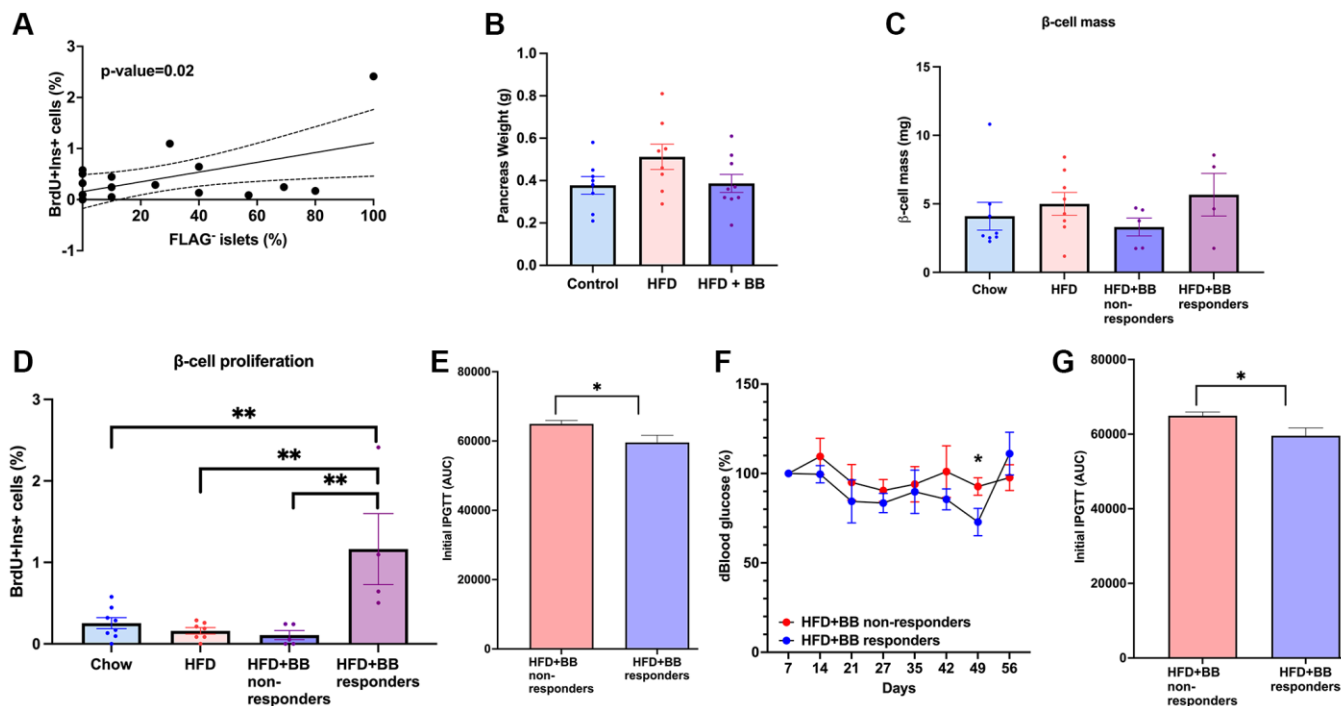 A
BrdU+Ins+ cells (%)
3
2
1
0
-1
p-value=0.02
20
40
60
80
100
FLAG⁻ islets (%)
B
Pancreas Weight (g)
1.0
0.8
0.6
0.4
0.2
0.0
Control
HFD
HFD + BB
C
β-cell mass
β-cell mass (mg)
15
10
5
0
Chow
HFD
HFD+BB
non-
responders
HFD+BB
responders
D
β-cell proliferation
BrdU+Ins+ cells (%)
3
2
1
0
**
**
**
Chow
HFD
HFD+BB
non-
responders
HFD+BB
responders
E
Initial IPGTT (AUC)
80000
60000
40000
20000
0
*
HFD+BB
non-
responders
HFD+BB
responders
F
dBlood glucose (%)
150
100
50
0
*
HFD+BB non-responders
HFD+BB responders
7
14
21
27
35
42
49
56
Days
G
Initial IPGTT (AUC)
80000
60000
40000
20000
0
*
HFD+BB
non-
responders
HFD+BB
responders